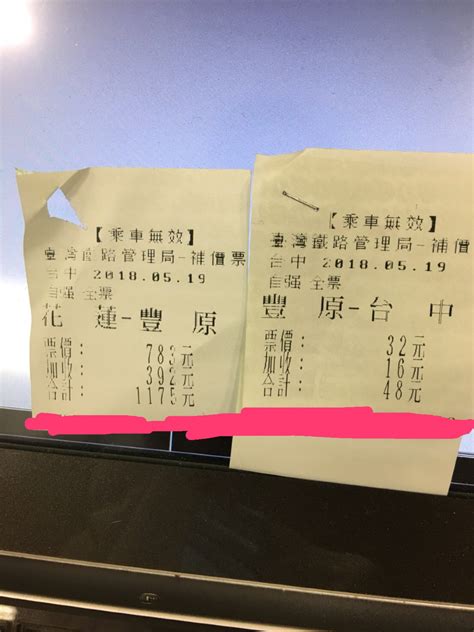 【乘車無效】
臺灣鐵路管理局-補價票
台中 2018.05.19
自強 全票
花 蓮-豐 原
票價: 783元
加收: 392元
合計: 1175元
【乘車無效】
臺灣鐵路管理局-補價
台中 2018.05.19
自強 全票
豐 原-台 中
票價: 32元
加收: 16元
合計: 48元